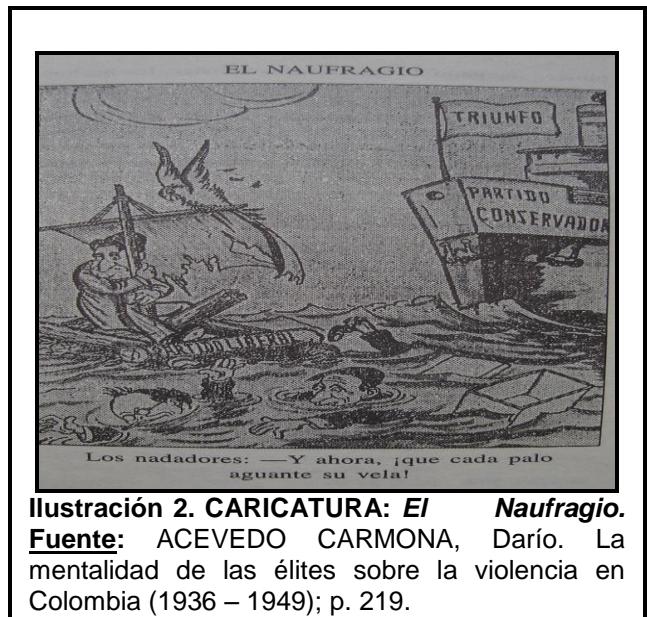 EL NAUFRAGIO
TRIUNFO
PARTIDO
CONSERVADOR
Los nadadores: —Y ahora, ¡que cada palo
aguante su vela!
Ilustración 2. CARICATURA: El Naufragio.
Fuente: ACEVEDO CARMONA, Darío. La
mentalidad de las élites sobre la violencia en
Colombia (1936 – 1949); p. 219.